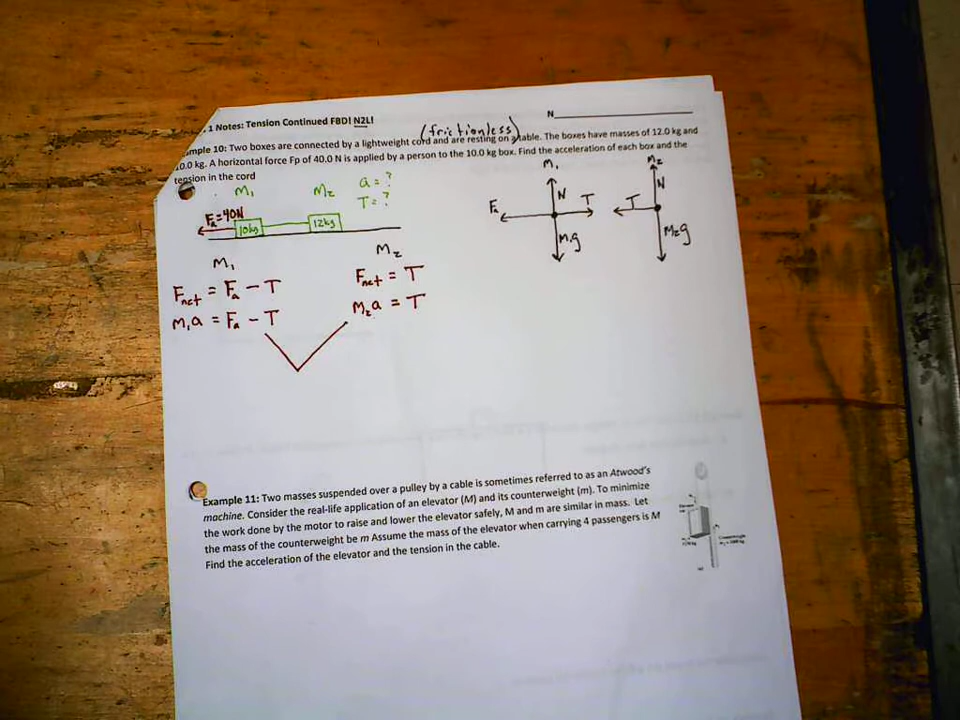 . 1 Notes: Tension Continued FBD! N2L!
N
(frictionless)
mple 10: Two boxes are connected by a lightweight cord and are resting on a table. The boxes have masses of 12.0 kg and
0.0 kg. A horizontal force Fp of 40.0 N is applied by a person to the 10.0 kg box. Find the acceleration of each box and the
tension in the cord
M₁ M₂ a = ?
T = ?
Fa = 40N
10kg 12kg
M₁ M₂
N N
Fa T T
M₁g M₂g
M₁ M₂
Fnet = Fa - T Fnet = T
M₁a = Fa - T M₂a = T
Example 11: Two masses suspended over a pulley by a cable is sometimes referred to as an Atwood's
machine. Consider the real-life application of an elevator (M) and its counterweight (m). To minimize
the work done by the motor to raise and lower the elevator safely, M and m are similar in mass. Let
the mass of the counterweight be m Assume the mass of the elevator when carrying 4 passengers is M
Find the acceleration of the elevator and the tension in the cable.